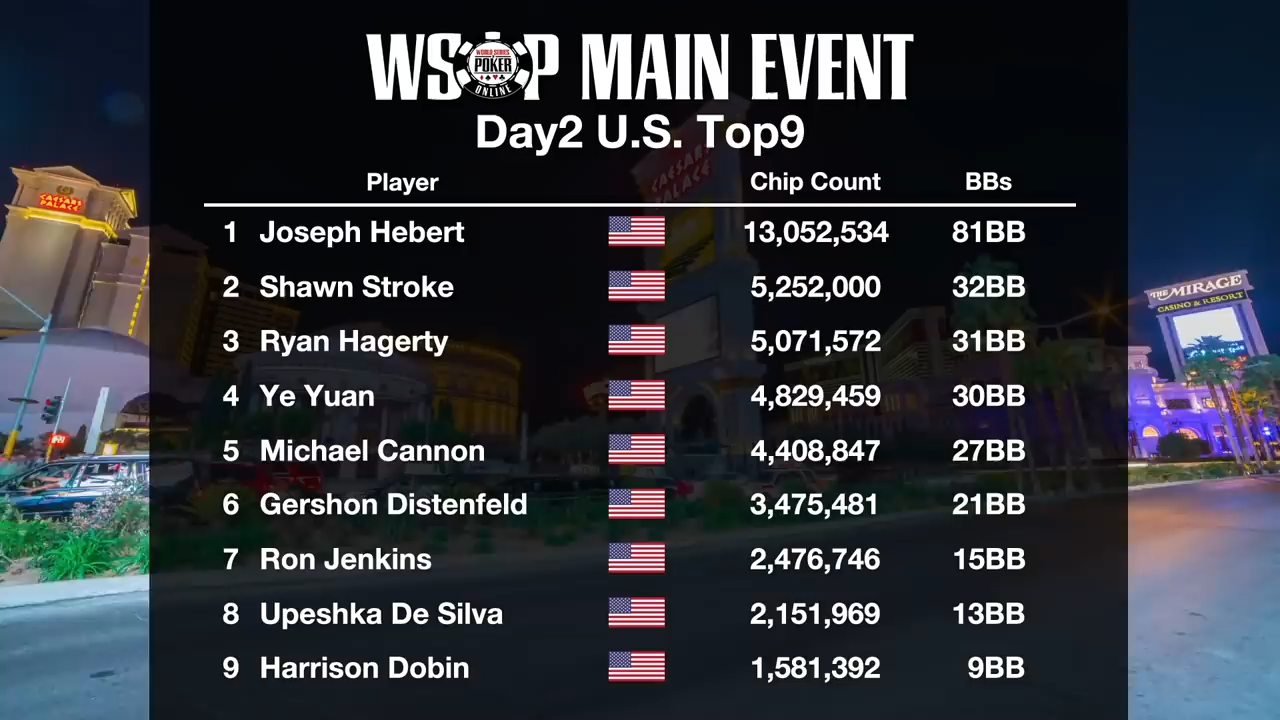 WSOP MAIN EVENT
WORLD SERIES
POKER
ONLINE
Day2 U.S. Top9
Player Chip Count BBs
1 Joseph Hebert 13,052,534 81BB
2 Shawn Stroke 5,252,000 32BB
3 Ryan Hagerty 5,071,572 31BB
4 Ye Yuan 4,829,459 30BB
5 Michael Cannon 4,408,847 27BB
6 Gershon Distenfeld 3,475,481 21BB
7 Ron Jenkins 2,476,746 15BB
8 Upeshka De Silva 2,151,969 13BB
9 Harrison Dobin 1,581,392 9BB
CAESARS
PALACE
CAESARS
PALACE
THE MIRAGE
CASINO & RESORT